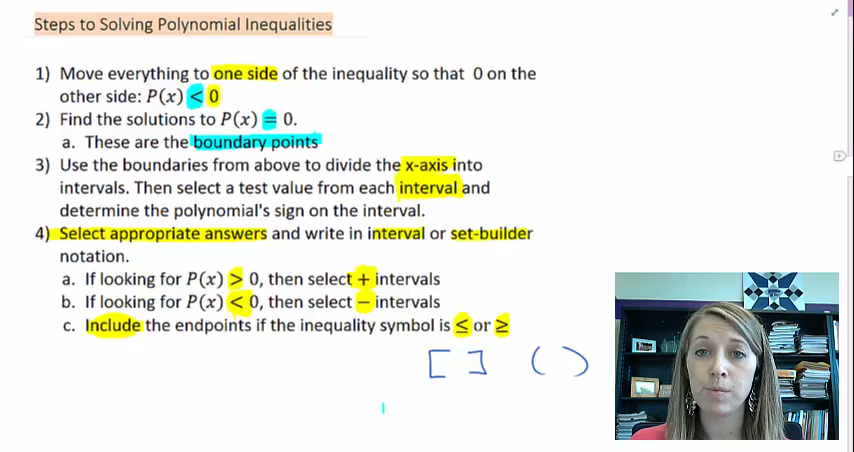 Steps to Solving Polynomial Inequalities
1) Move everything to one side of the inequality so that 0 on the
other side: P(x) < 0
2) Find the solutions to P(x) = 0.
a. These are the boundary points
3) Use the boundaries from above to divide the x-axis into
intervals. Then select a test value from each interval and
determine the polynomial's sign on the interval.
4) Select appropriate answers and write in interval or set-builder
notation.
a. If looking for P(x) > 0, then select + intervals
b. If looking for P(x) < 0, then select − intervals
c. Include the endpoints if the inequality symbol is ≤ or ≥
[ ] ( )